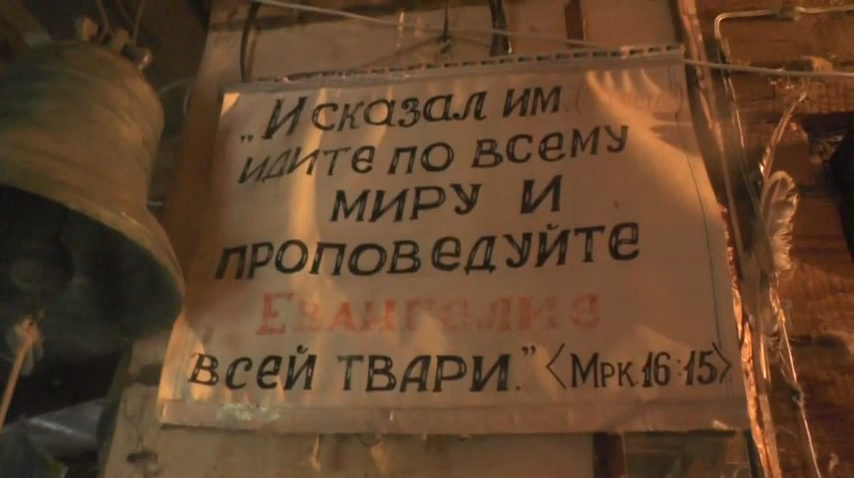 „И сказал им
идите по всему
миру и
проповедуйте
Евангелие
всей твари.” <Мрк. 16:15>